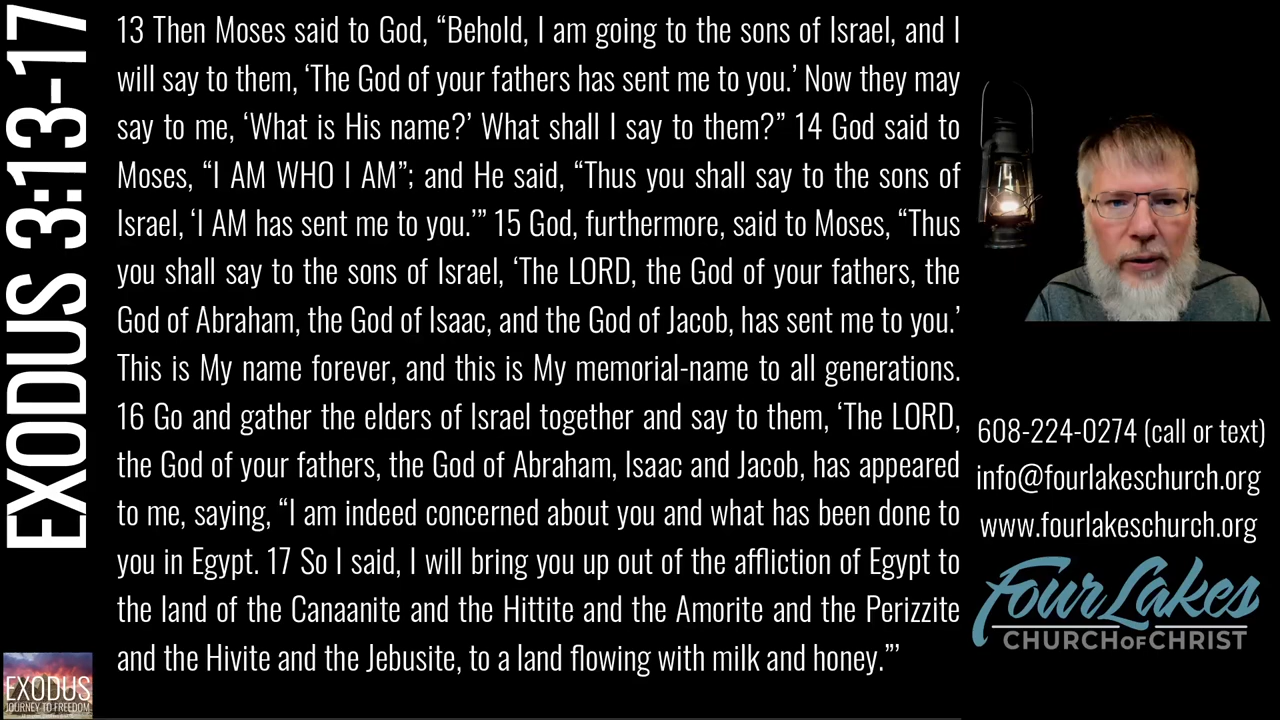 EXODUS 3:13-17
13 Then Moses said to God, “Behold, I am going to the sons of Israel, and I
will say to them, ‘The God of your fathers has sent me to you.’ Now they may
say to me, ‘What is His name?’ What shall I say to them?” 14 God said to
Moses, “I AM WHO I AM”; and He said, “Thus you shall say to the sons of
Israel, ‘I AM has sent me to you.’” 15 God, furthermore, said to Moses, “Thus
you shall say to the sons of Israel, ‘The LORD, the God of your fathers, the
God of Abraham, the God of Isaac, and the God of Jacob, has sent me to you.’
This is My name forever, and this is My memorial-name to all generations.
16 Go and gather the elders of Israel together and say to them, ‘The LORD,
the God of your fathers, the God of Abraham, Isaac and Jacob, has appeared
to me, saying, “I am indeed concerned about you and what has been done to
you in Egypt. 17 So I said, I will bring you up out of the affliction of Egypt to
the land of the Canaanite and the Hittite and the Amorite and the Perizzite
and the Hivite and the Jebusite, to a land flowing with milk and honey.”’
608-224-0274 (call or text)
info@fourlakeschurch.org
www.fourlakeschurch.org
Four Lakes
CHURCH OF CHRIST
EXODUS
JOURNEY TO FREEDOM